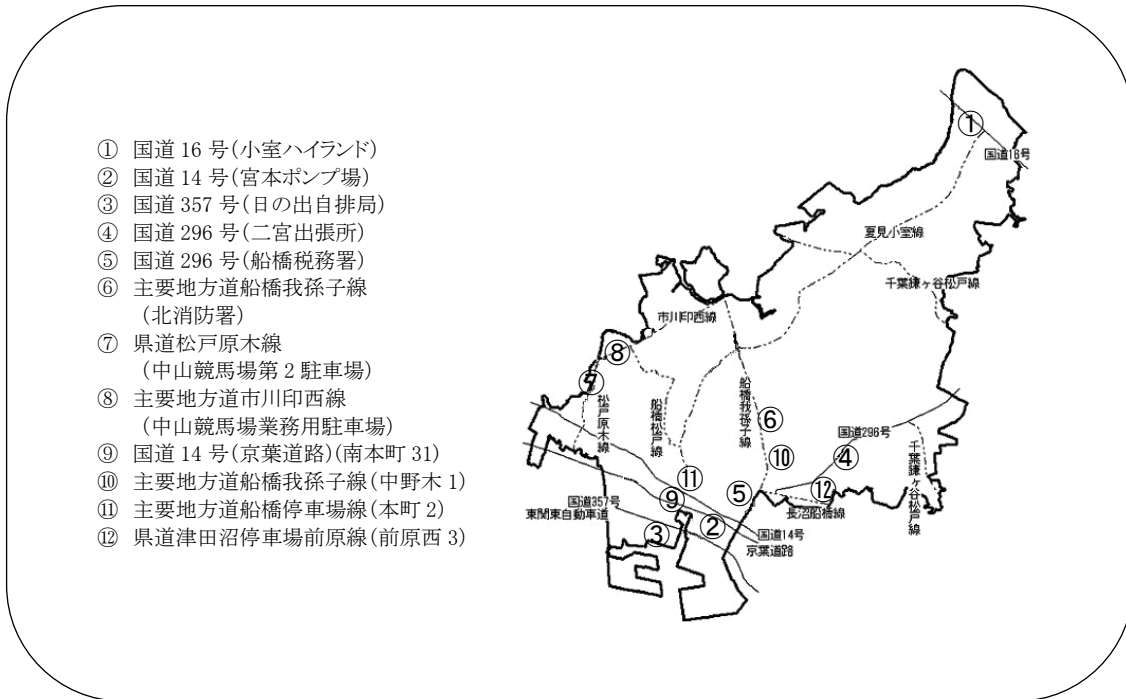 ① 国道 16 号(小室ハイランド)
② 国道 14 号(宮本ポンプ場)
③ 国道 357 号(日の出自排局)
④ 国道 296 号(二宮出張所)
⑤ 国道 296 号(船橋税務署)
⑥ 主要地方道船橋我孫子線
(北消防署)
⑦ 県道松戸原木線
(中山競馬場第 2 駐車場)
⑧ 主要地方道市川印西線
(中山競馬場業務用駐車場)
⑨ 国道 14 号(京葉道路)(南本町 31)
⑩ 主要地方道船橋我孫子線(中野木 1)
⑪ 主要地方道船橋停車場線(本町 2)
⑫ 県道津田沼停車場前原線(前原西 3)
①
国道16号
夏見小室線
千葉鎌ヶ谷松戸線
市川印西線
⑧
⑦
松戸原木線
船橋松戸線
船橋我孫子線
⑥
国道296号
⑩
④
千葉鎌ヶ谷松戸線
⑪
⑤
⑫
長沼船橋線
国道357号
⑨
東関東自動車道
②
国道14号
③
京葉道路